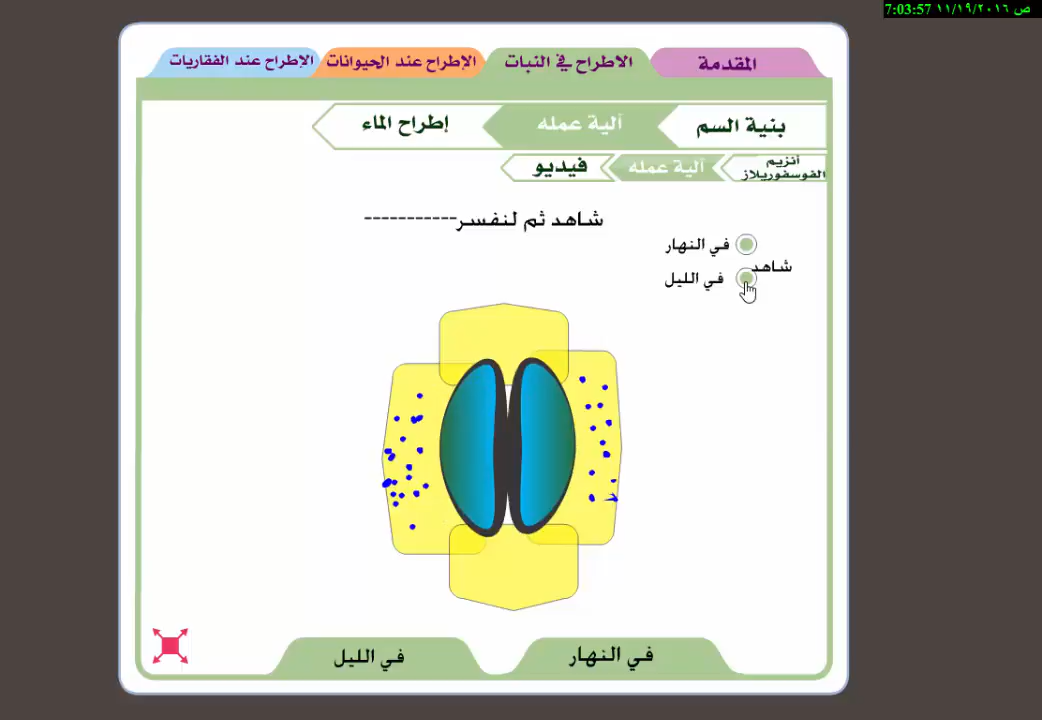 7:03:57 ١١/١٩/٢٠١٦ ص
المقدمة
الاطراح في النبات
الإطراح عند الحيوانات
الاطراح عند الفقاريات
بنية السم
آلية عمله
إطراح الماء
أنزيم
الفوسفوريلاز
آلية عمله
فيديو
شاهد ثم لنفسر-----------
في النهار
شاهد
في الليل
في النهار
في الليل